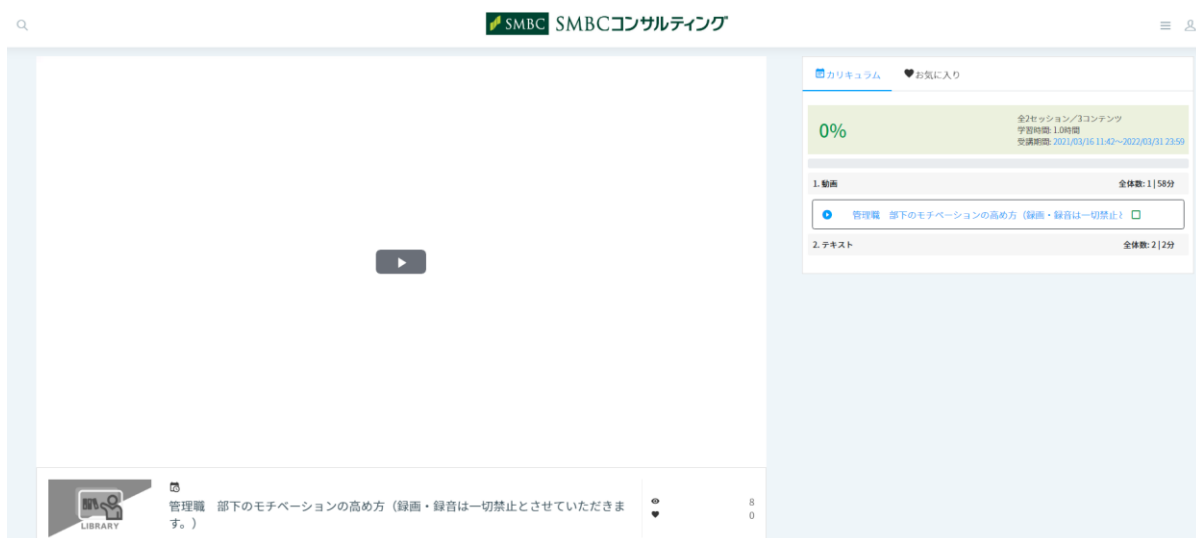 SMBC SMBCコンサルティング
カリキュラム お気に入り
0%
全2セッション／3コンテンツ
学習時間: 1.0時間
受講期間: 2021/03/16 11:42～2022/03/31 23:59
1. 動画 全体数: 1 | 58分
管理職 部下のモチベーションの高め方（録画・録音は一切禁止と
2. テキスト 全体数: 2 | 2分
LIBRARY
管理職 部下のモチベーションの高め方（録画・録音は一切禁止とさせていただきま
す。）
8
0